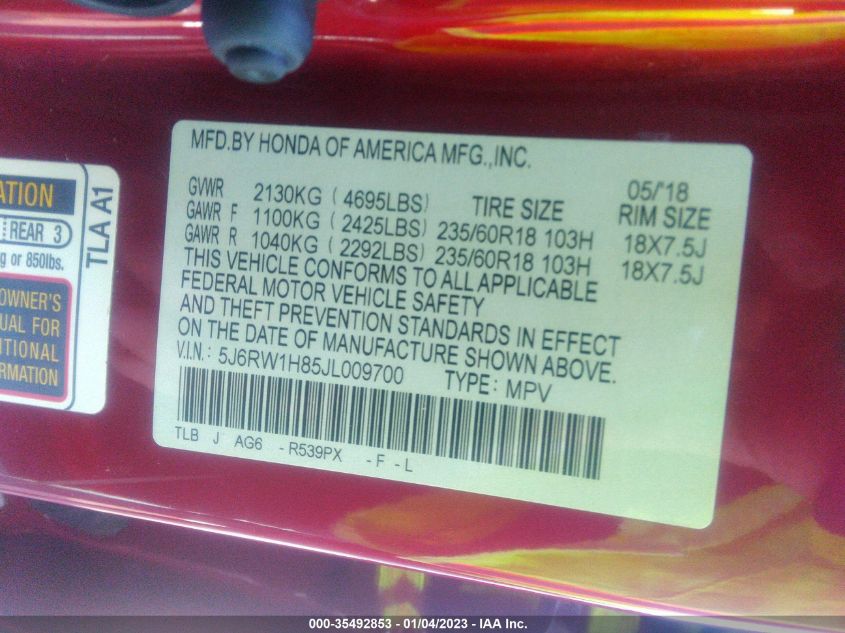 MFD.BY HONDA OF AMERICA MFG.,INC.
05/'18
GVWR 2130KG (4695LBS) TIRE SIZE RIM SIZE
GAWR F 1100KG (2425LBS) 235/60R18 103H 18X7.5J
GAWR R 1040KG (2292LBS) 235/60R18 103H 18X7.5J
THIS VEHICLE CONFORMS TO ALL APPLICABLE
FEDERAL MOTOR VEHICLE SAFETY
AND THEFT PREVENTION STANDARDS IN EFFECT
ON THE DATE OF MANUFACTURE SHOWN ABOVE.
V.I.N.: 5J6RW1H85JL009700 TYPE: MPV
TLB J AG6 - R539PX - F - L
REAR 3
or 850lbs.
OWNER'S
FOR
TLA A1
000-35492853 - 01/04/2023 - IAA Inc.